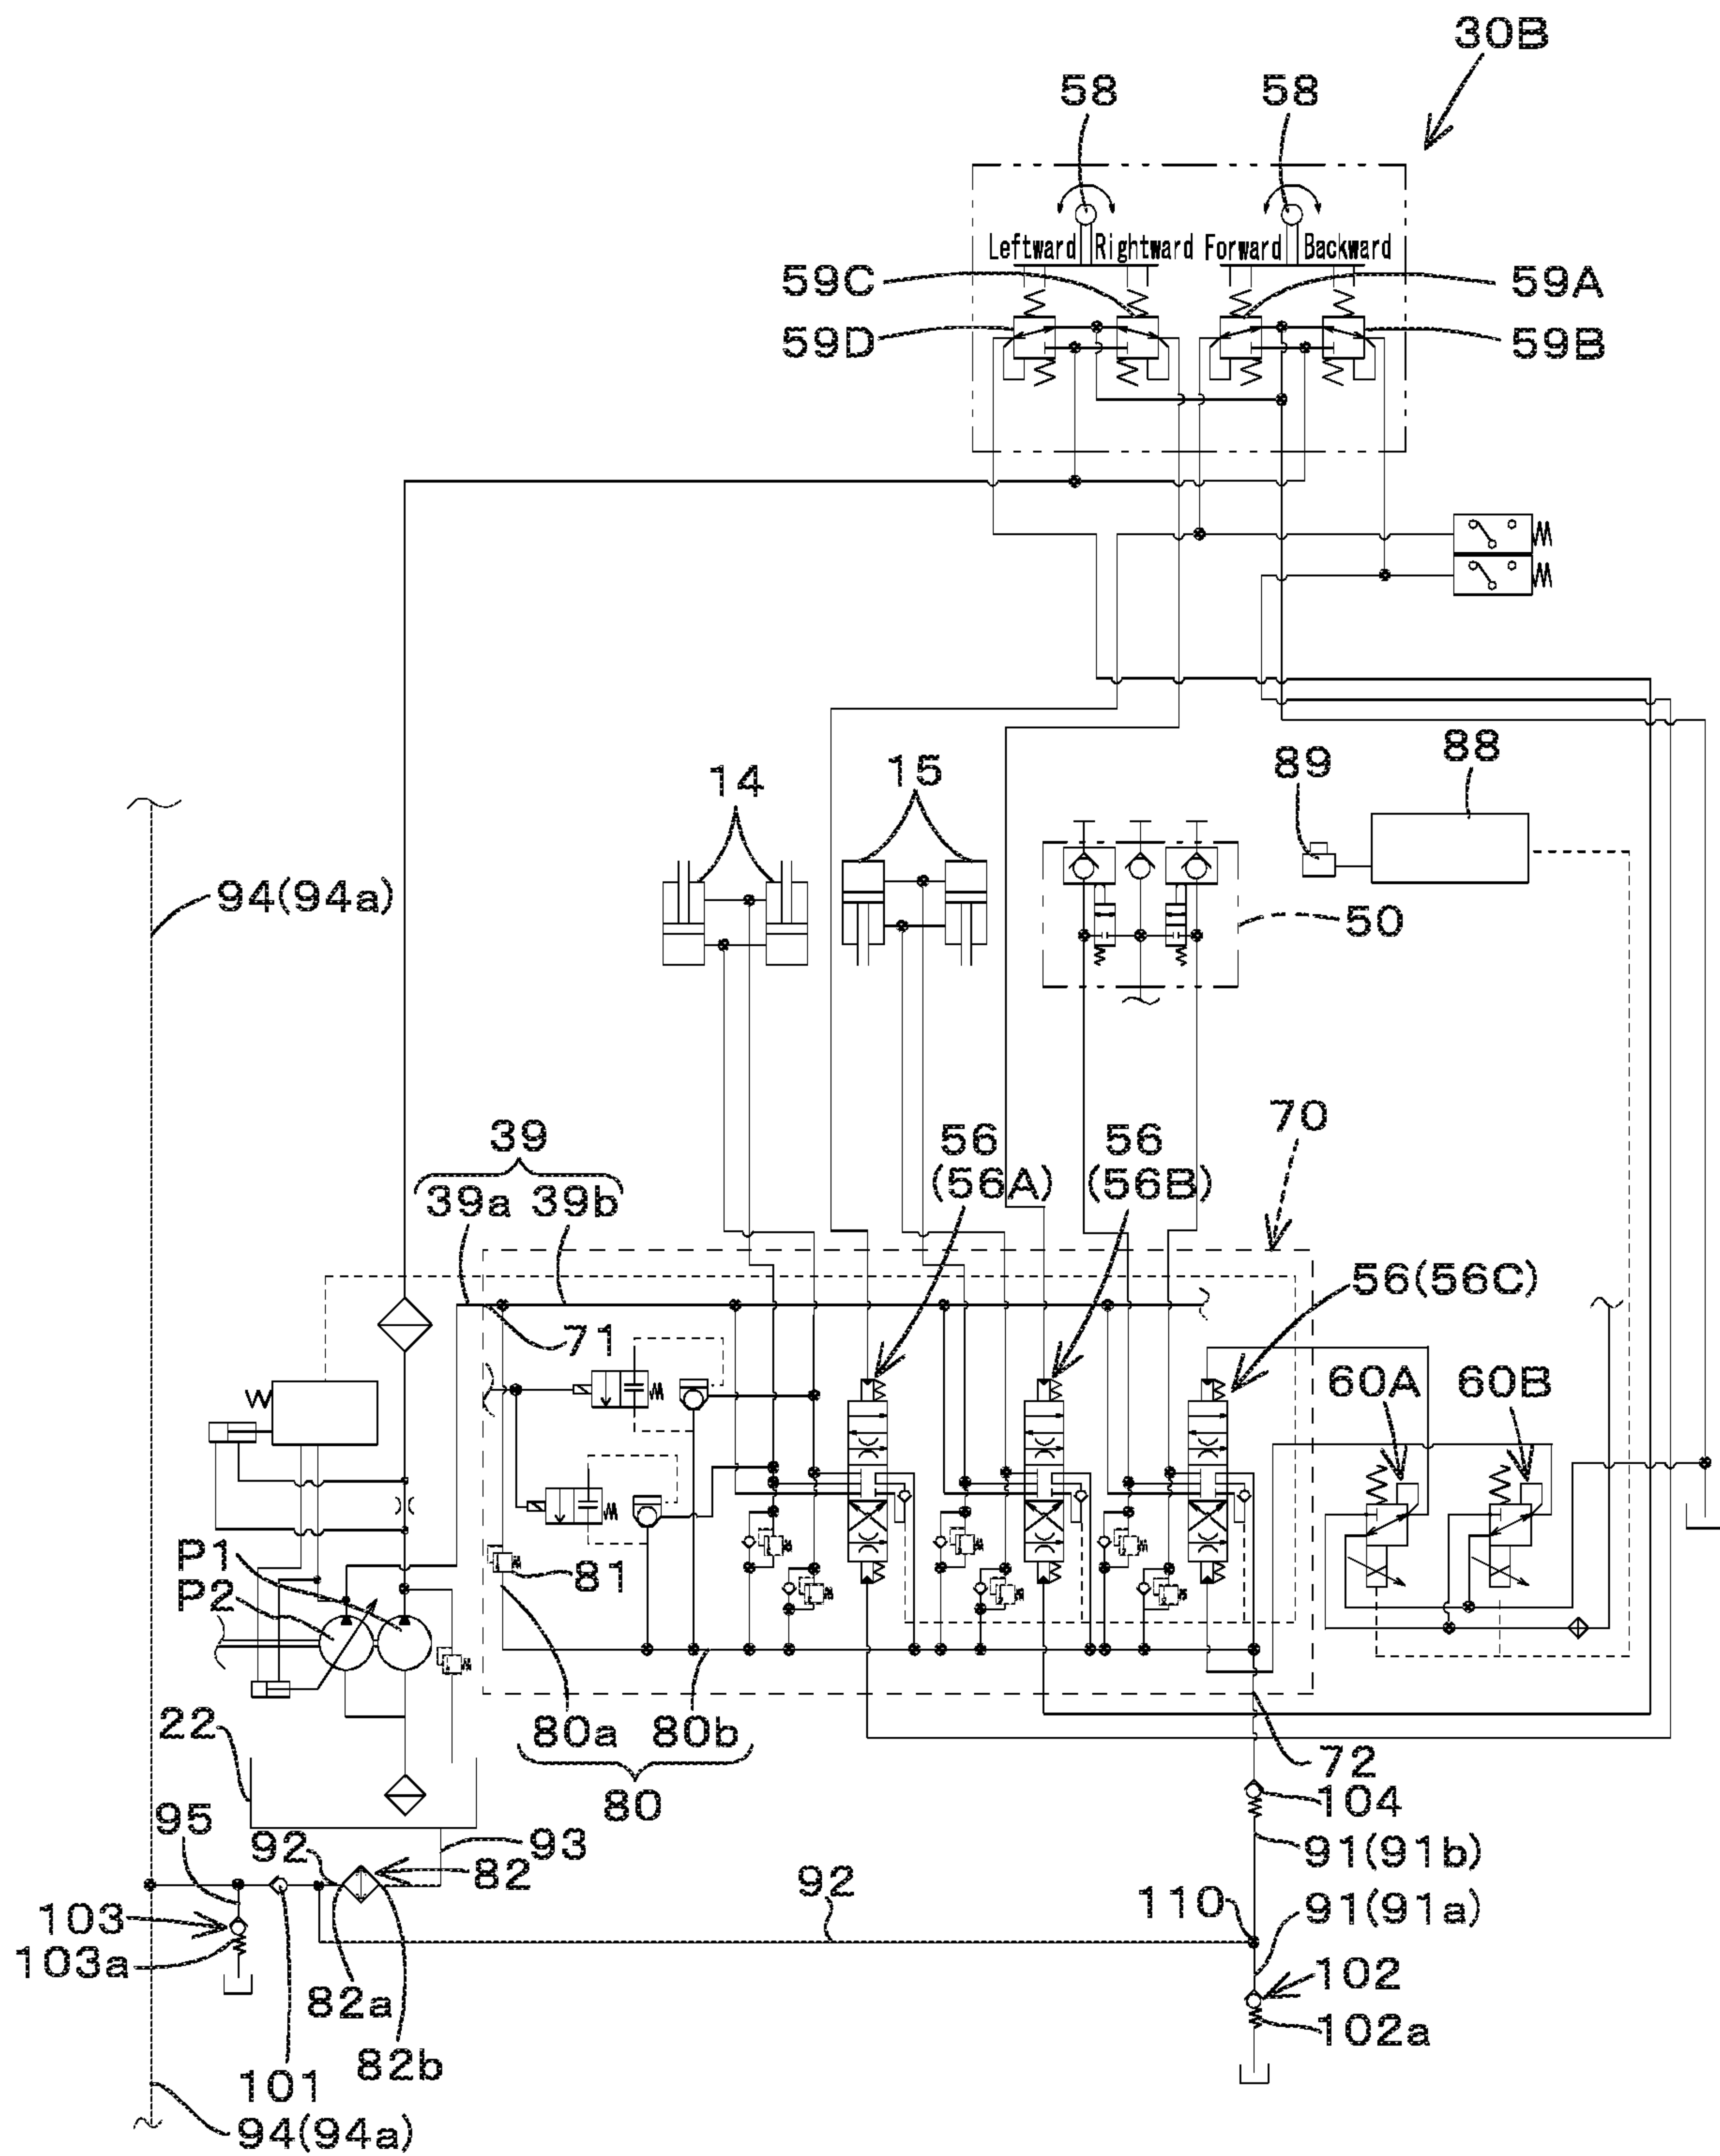 30B
58 58
Leftward Rightward Forward Backward
59C 59A
59D 59B
14 15 89 88
94(94a)
50
70
39 56 56
(56A) (56B)
39a 39b
56(56C)
71
60A 60B
P1
P2
81
22
80a 80b
72
80
104
95
92 93
82
91(91b)
92
110
91(91a)
103
103a
102
82a
102a
82b
101
94(94a)